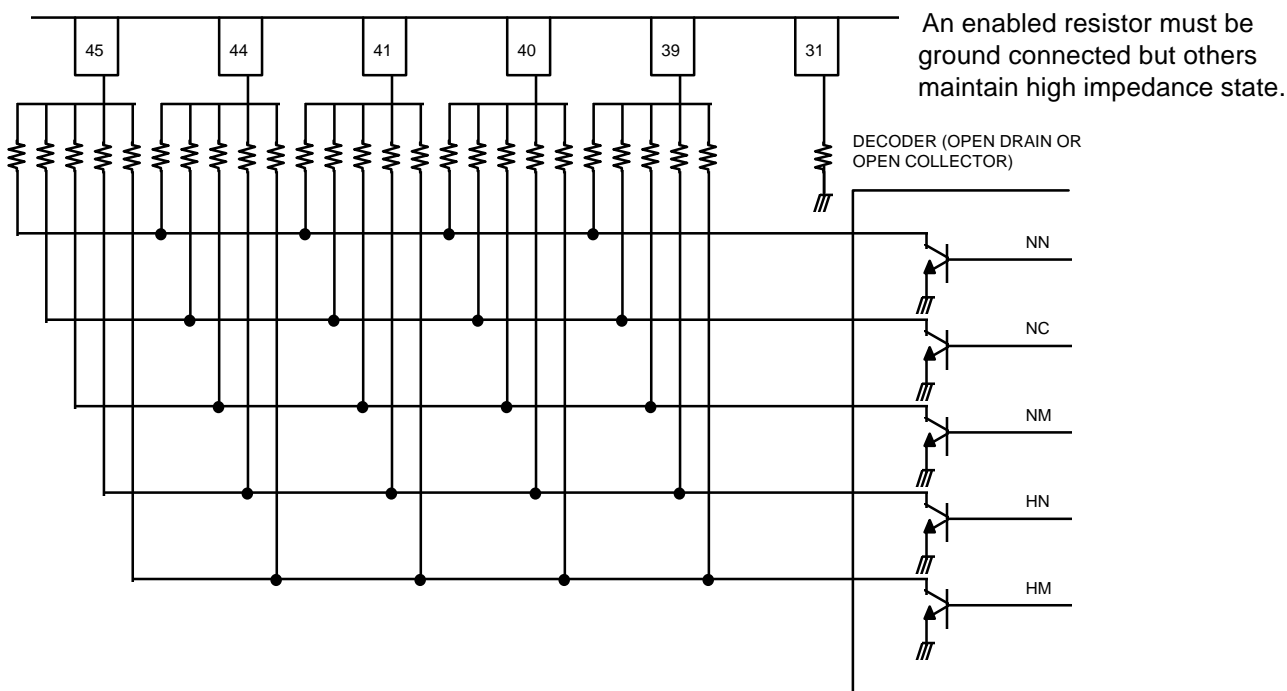 45 44 41 40 39 31
An enabled resistor must be
ground connected but others
maintain high impedance state.
DECODER (OPEN DRAIN OR
OPEN COLLECTOR)
NN
NC
NM
HN
HM